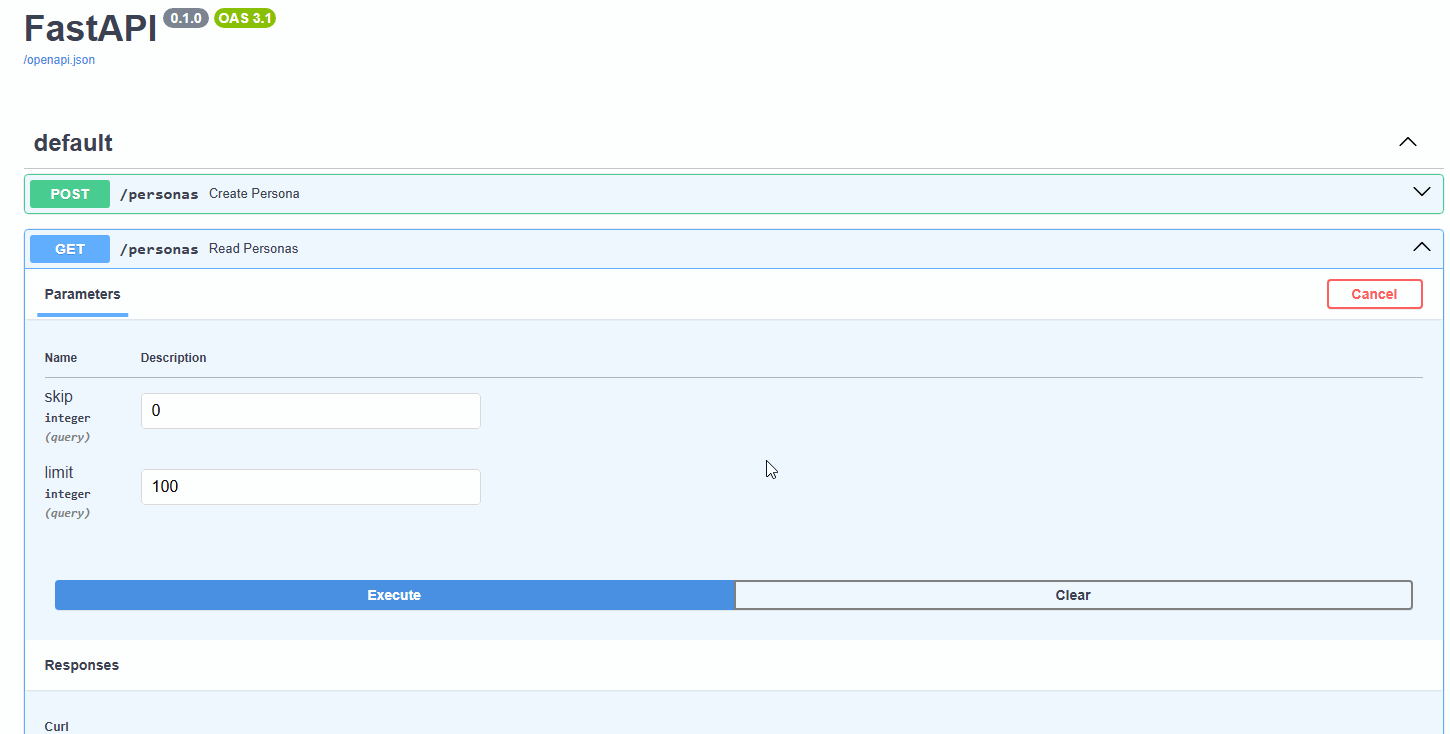 FastAPI 0.1.0 OAS 3.1
/openapi.json
default
POST /personas Create Persona
GET /personas Read Personas
Parameters Cancel
Name Description
skip
integer 0
(query)
limit
integer 100
(query)
Execute Clear
Responses
Curl